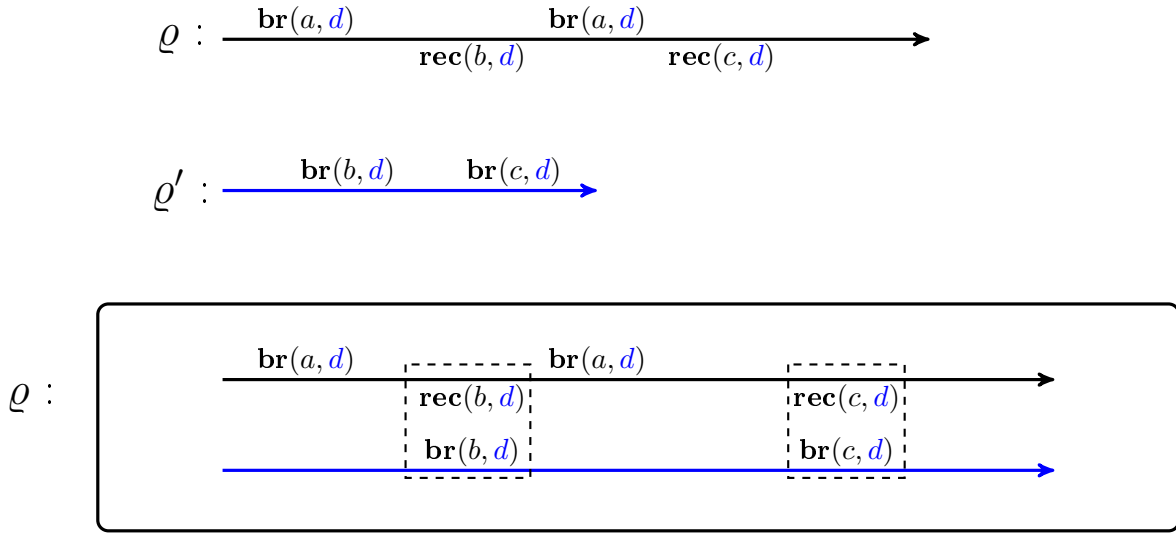 br(a, d) br(a, d)
ϱ :
rec(b, d) rec(c, d)
br(b, d) br(c, d)
ϱ′ :
br(a, d) br(a, d)
ϱ :
rec(b, d) rec(c, d)
br(b, d) br(c, d)